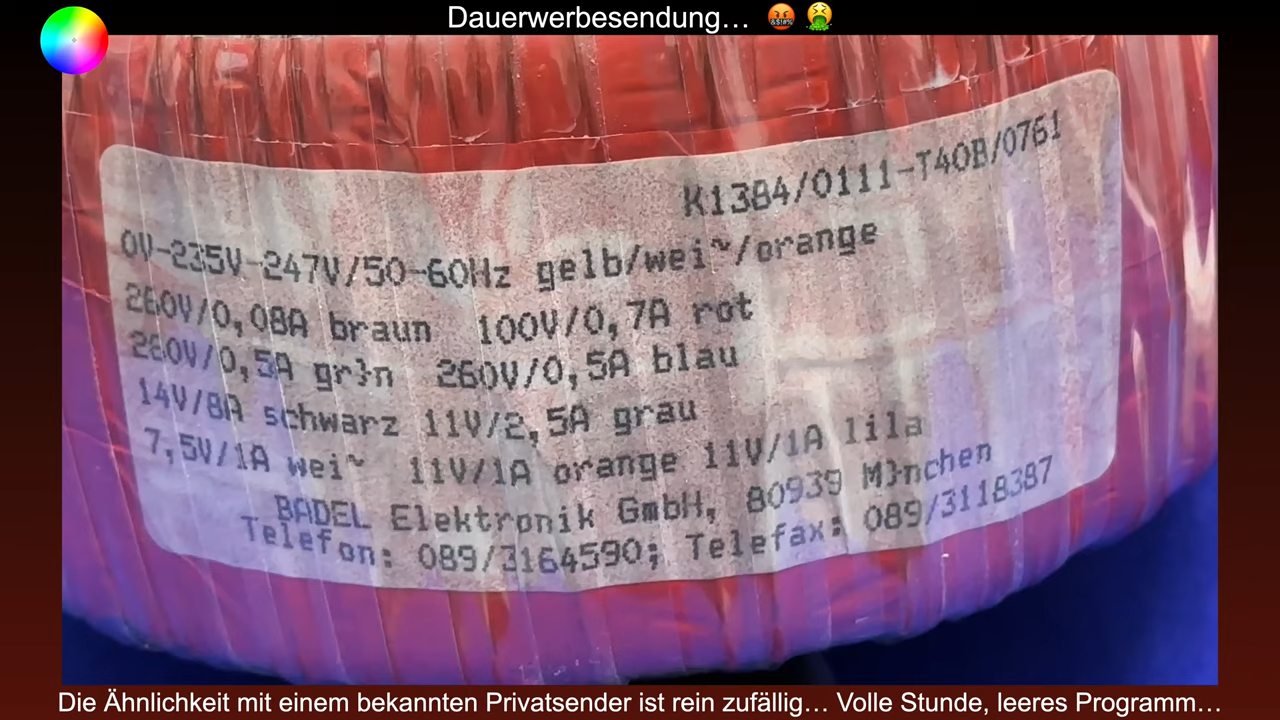 Dauerwerbesendung… 🤬 🤮
K1384/0111-T40B/0761
0V-235V-247V/50-60Hz gelb/wei~/orange
260V/0,08A braun 100V/0,7A rot
260V/0,5A gr}n 260V/0,5A blau
14V/8A schwarz 11V/2,5A grau
7,5V/1A wei~ 11V/1A orange 11V/1A lila
BADEL Elektronik GmbH, 80939 M}nchen
Telefon: 089/3164590; Telefax: 089/3118387
Die Ähnlichkeit mit einem bekannten Privatsender ist rein zufällig… Volle Stunde, leeres Programm…